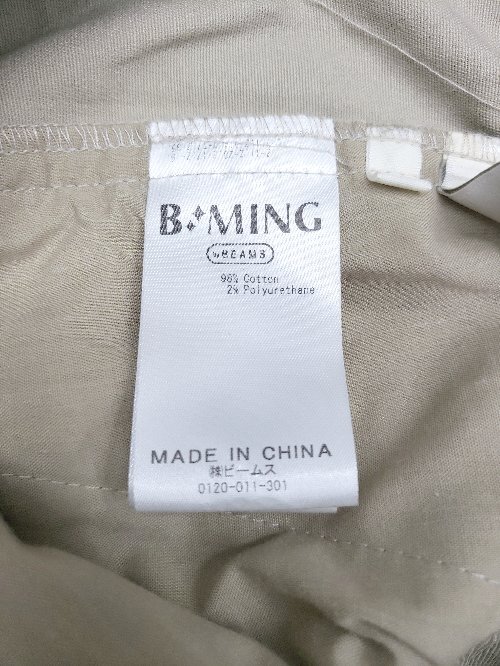 B✦MING
by BEAMS
98% Cotton
2% Polyurethane
MADE IN CHINA
㈱ビームス
0120-011-301